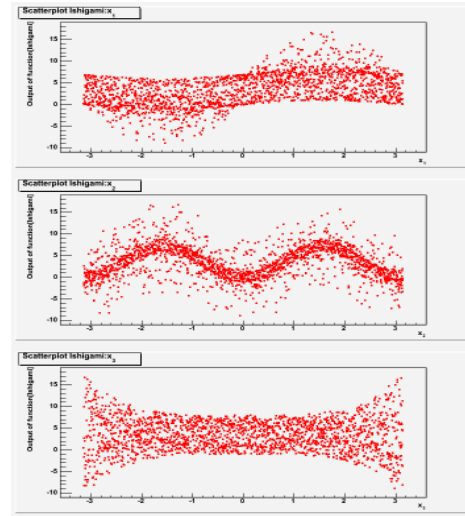 Scatterplot Ishigami:x₁
Output of function[Ishigami]
15
10
5
0
-5
-10
-3 -2 -1 0 1 2 3
x₁
Scatterplot Ishigami:x₂
Output of function[Ishigami]
15
10
5
0
-5
-10
-3 -2 -1 0 1 2 3
x₂
Scatterplot Ishigami:x₃
Output of function[Ishigami]
15
10
5
0
-5
-10
-3 -2 -1 0 1 2 3
x₃